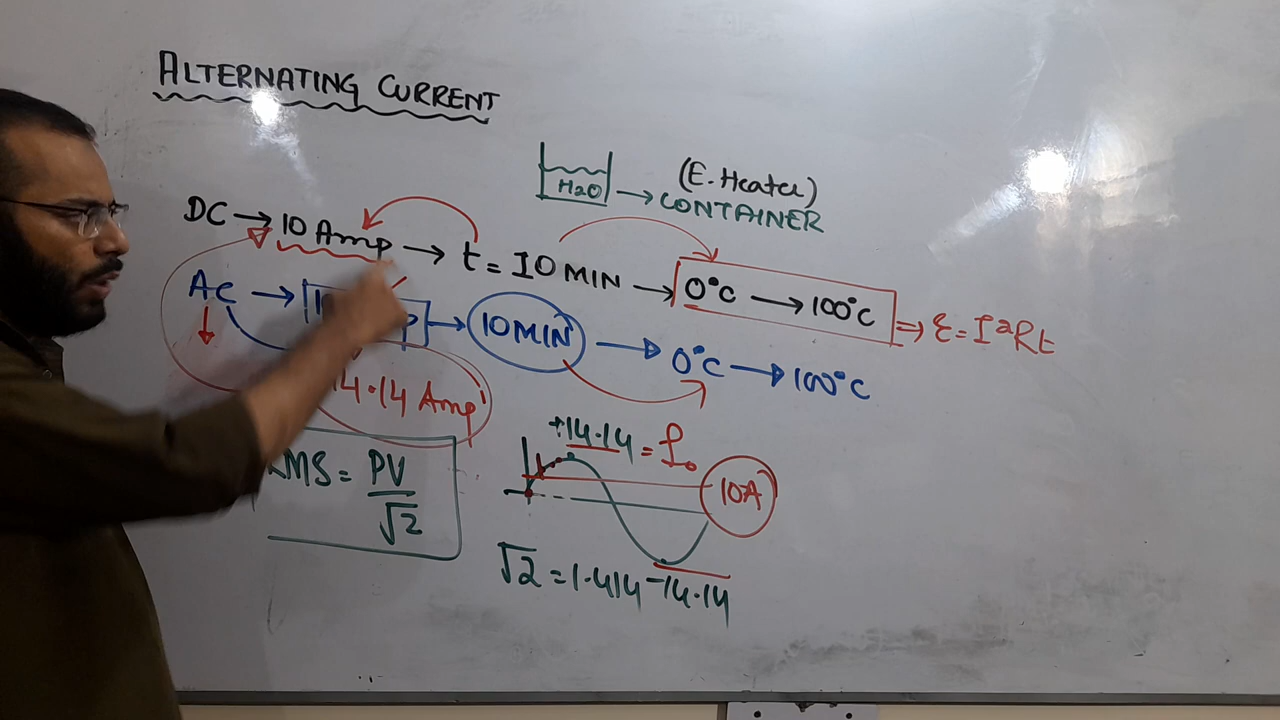 ALTERNATING CURRENT
H2O → (E.Heater)
CONTAINER
DC → 10 Amp → t = 10 MIN → 0°C → 100°C ⇒ E = I²Rt
AC → 10 MIN → 0°C → 100°C
14.14 Amp
RMS = PV/√2
+14.14 = I₀
10A
√2 = 1.414
-14.14